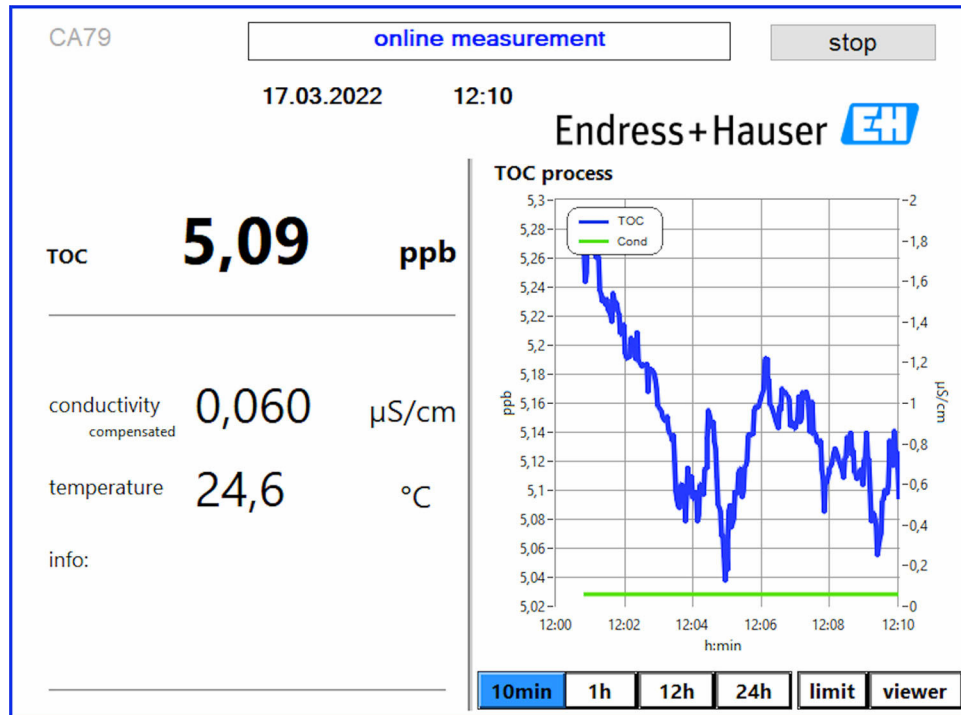 CA79
online measurement
stop
17.03.2022 12:10
Endress+Hauser EH
TOC 5,09 ppb
conductivity compensated 0,060 µS/cm
temperature 24,6 °C
info:
TOC process
TOC
Cond
5,3
5,28
5,26
5,24
5,22
5,2
5,18
5,16
5,14
5,12
5,1
5,08
5,06
5,04
5,02
ppb
2
1,8
1,6
1,4
1,2
1
0,8
0,6
0,4
0,2
0
µS/cm
12:00 12:02 12:04 12:06 12:08 12:10
h:min
10min 1h 12h 24h limit viewer